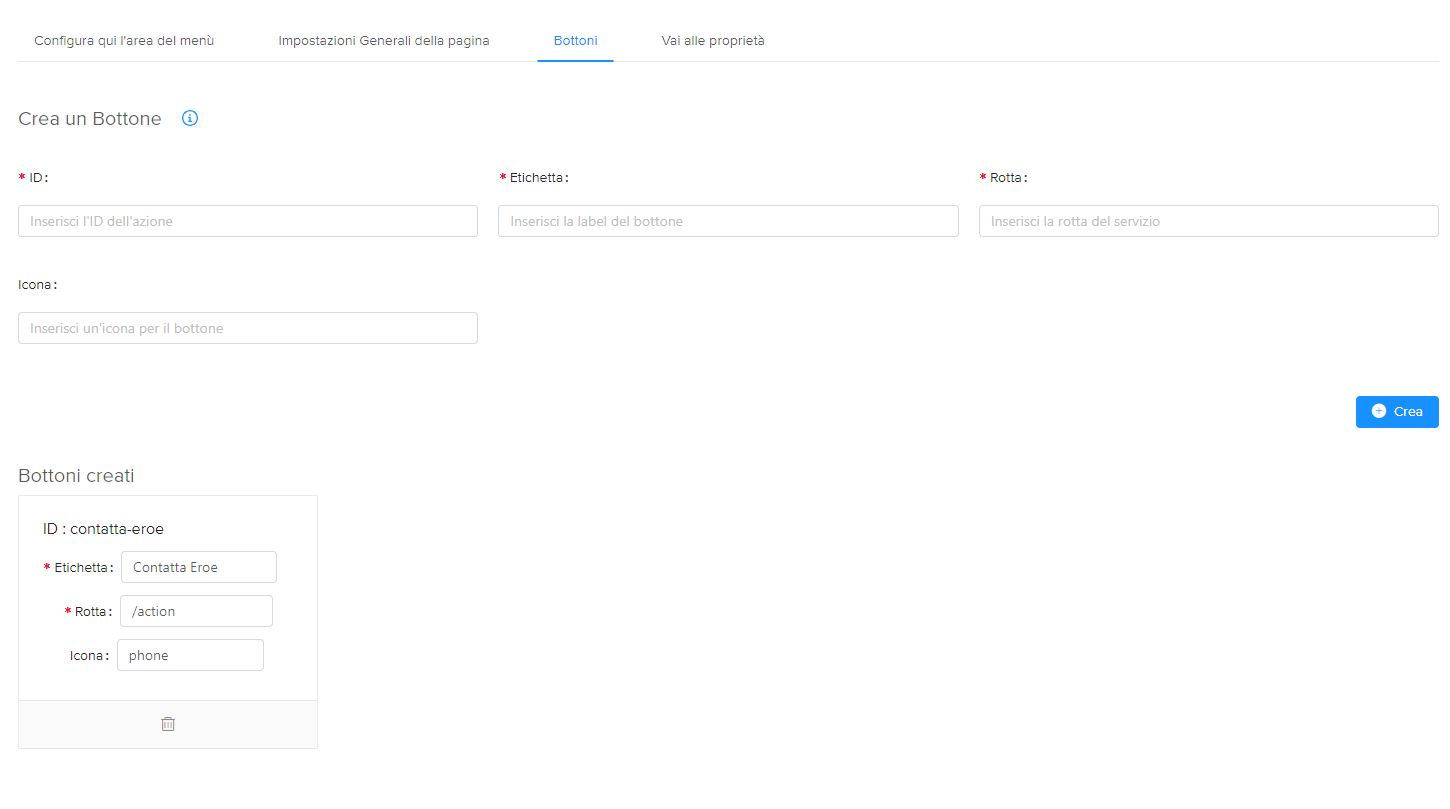 Configura qui l'area del menù Impostazioni Generali della pagina Bottoni Vai alle proprietà
Crea un Bottone
* ID: * Etichetta: * Rotta:
Inserisci l'ID dell'azione Inserisci la label del bottone Inserisci la rotta del servizio
Icona:
Inserisci un'icona per il bottone
Crea
Bottoni creati
ID : contatta-eroe
* Etichetta: Contatta Eroe
* Rotta: /action
Icona: phone